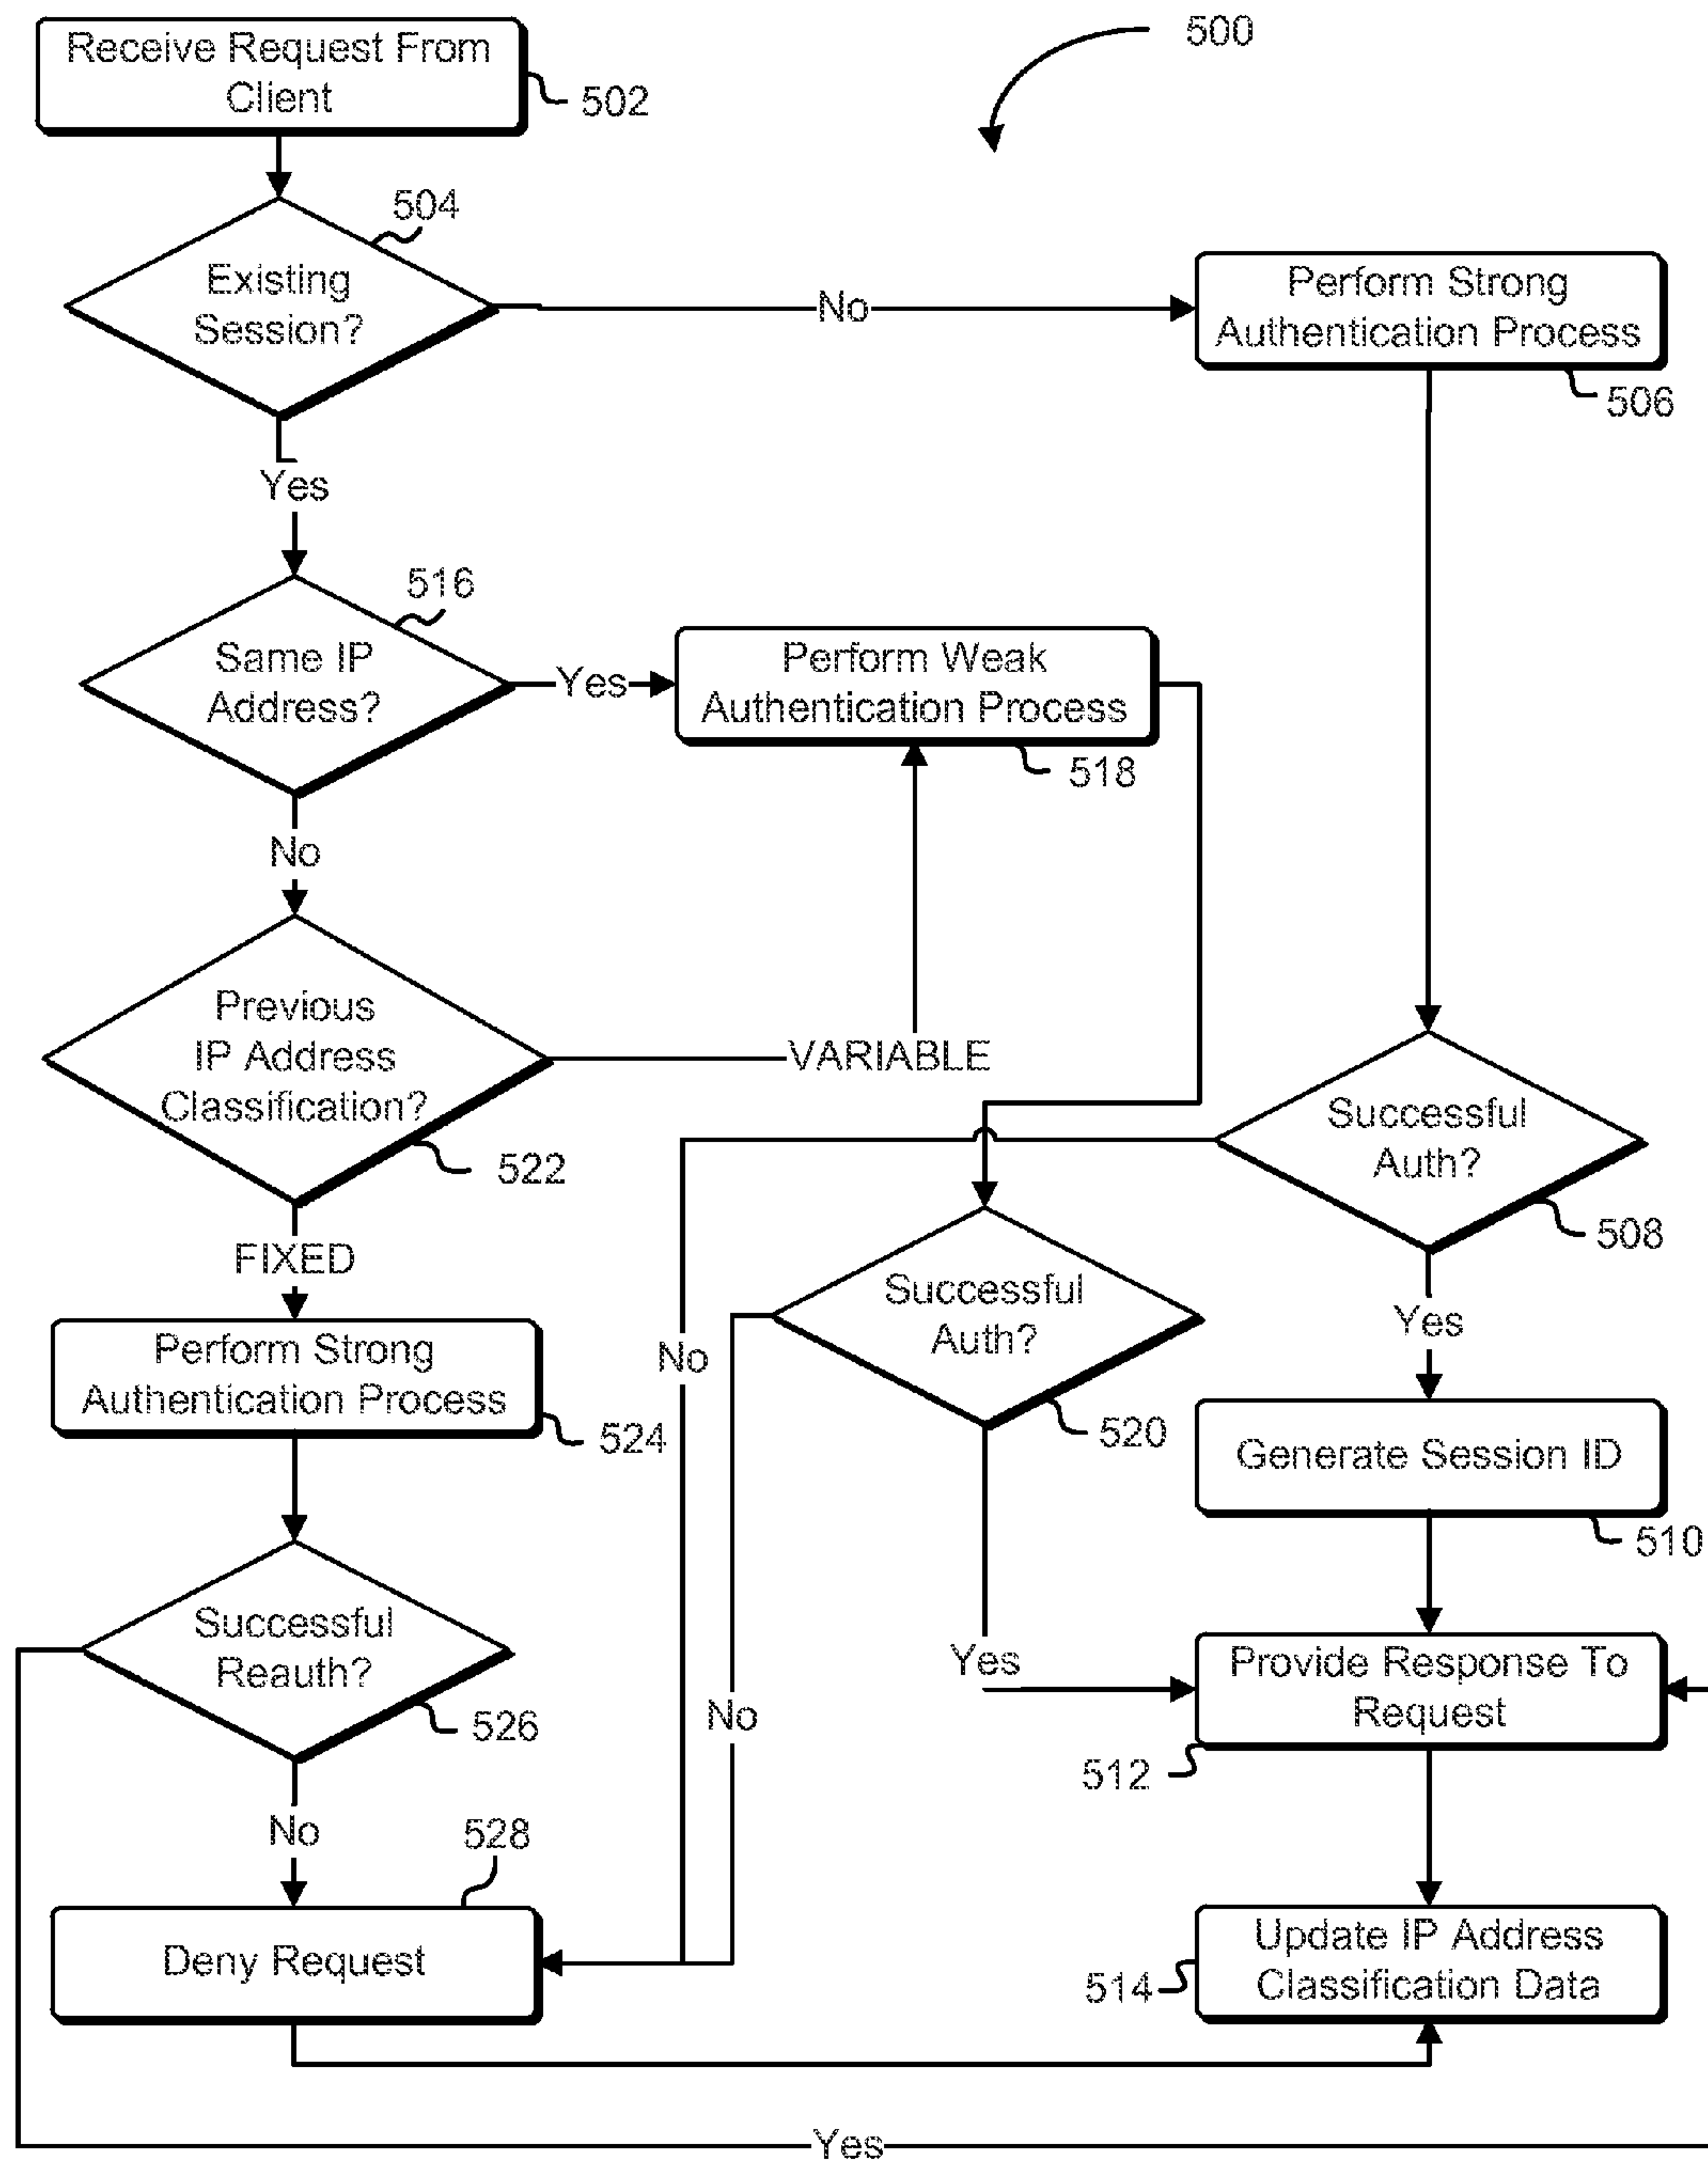 Receive Request From
Client
502
500
504
Existing
Session?
No
Perform Strong
Authentication Process
506
Yes
516
Same IP
Address?
Yes
Perform Weak
Authentication Process
518
No
Previous
IP Address
Classification?
VARIABLE
522
Successful
Auth?
508
FIXED
Successful
Auth?
520
No
Yes
Perform Strong
Authentication Process
524
Generate Session ID
510
Successful
Reauth?
526
Yes
No
Provide Response To
Request
512
No
528
Deny Request
Update IP Address
Classification Data
514
Yes